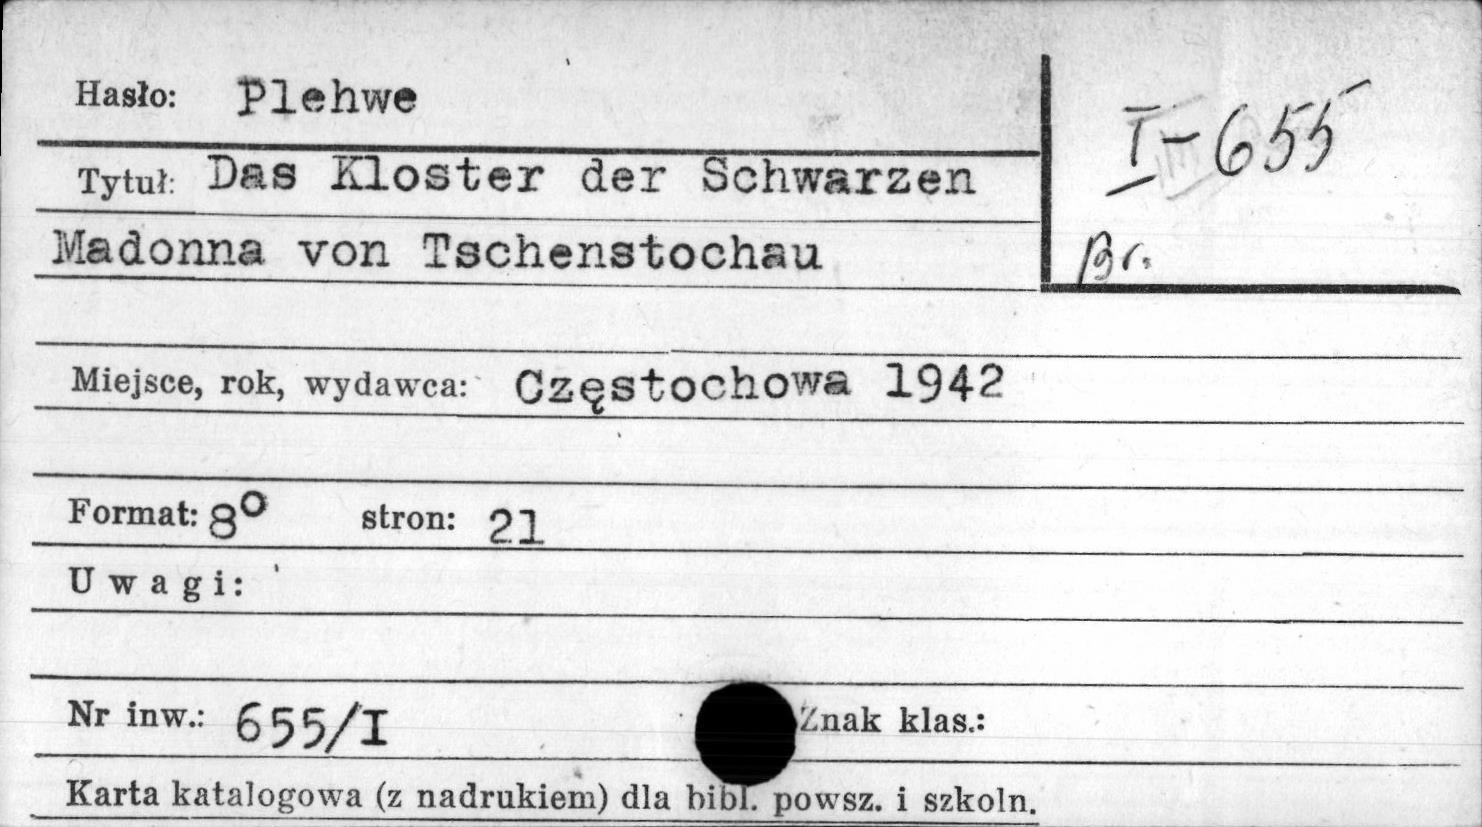 Hasło: Plehwe
I-655
Tytuł: Das Kloster der Schwarzen
Madonna von Tschenstochau
Br.
Miejsce, rok, wydawca: Częstochowa 1942
Format: 8° stron: 21
Uwagi:
Nr inw.: 655/I Znak klas.:
Karta katalogowa (z nadrukiem) dla bibl. powsz. i szkoln.